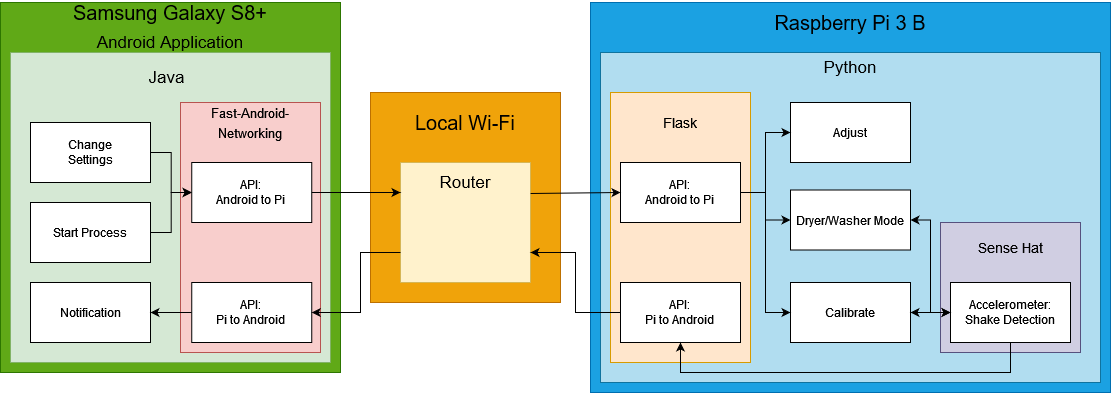 Samsung Galaxy S8+
Android Application
Java
Fast-Android-
Networking
Change
Settings
Start Process
Notification
API:
Android to Pi
API:
Pi to Android
Local Wi-Fi
Router
Raspberry Pi 3 B
Python
Flask
API:
Android to Pi
API:
Pi to Android
Adjust
Dryer/Washer Mode
Calibrate
Sense Hat
Accelerometer:
Shake Detection